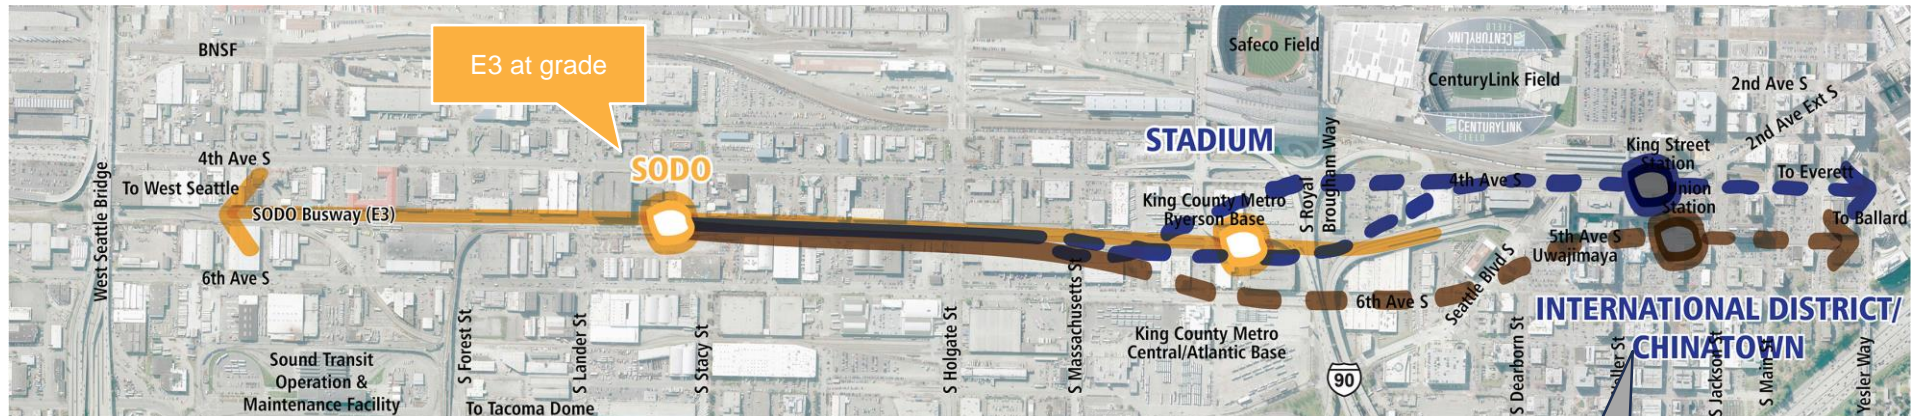 BNSF
E3 at grade
Safeco Field
CENTURYLINK
CenturyLink Field
CENTURYLINK
FIELD
2nd Ave S
2nd Ave Ext S
STADIUM
King Street
Station
4th Ave S
To West Seattle
SODO
SODO Busway (E3)
6th Ave S
West Seattle Bridge
King County Metro
Ryerson Base
S Royal
Brougham Way
4th Ave S
To Everett
Union
Station
To Ballard
5th Ave S
Uwajimaya
6th Ave S
Seattle Blvd S
INTERNATIONAL DISTRICT/
CHINATOWN
King County Metro
Central/Atlantic Base
90
Sound Transit
Operation &
Maintenance Facility
S Forest St
To Tacoma Dome
S Lander St
S Stacy St
S Holgate St
S Massachusetts St
S Dearborn St
S Jackson St
S Main St
Yesler Way